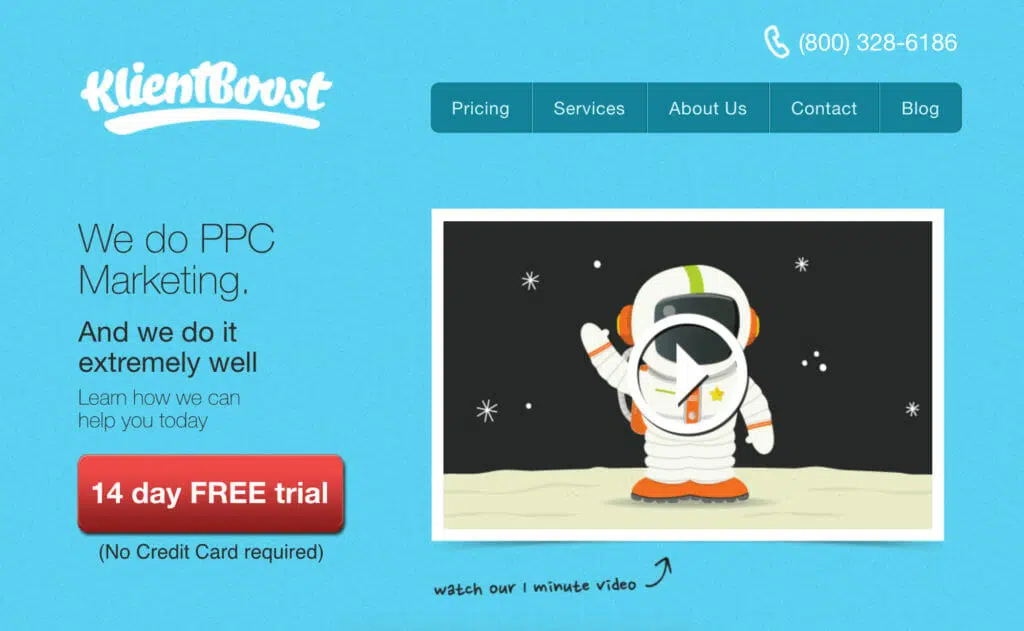 (800) 328-6186
KlientBoost
Pricing Services About Us Contact Blog
We do PPC
Marketing.
And we do it
extremely well
Learn how we can
help you today
14 day FREE trial
(No Credit Card required)
watch our 1 minute video